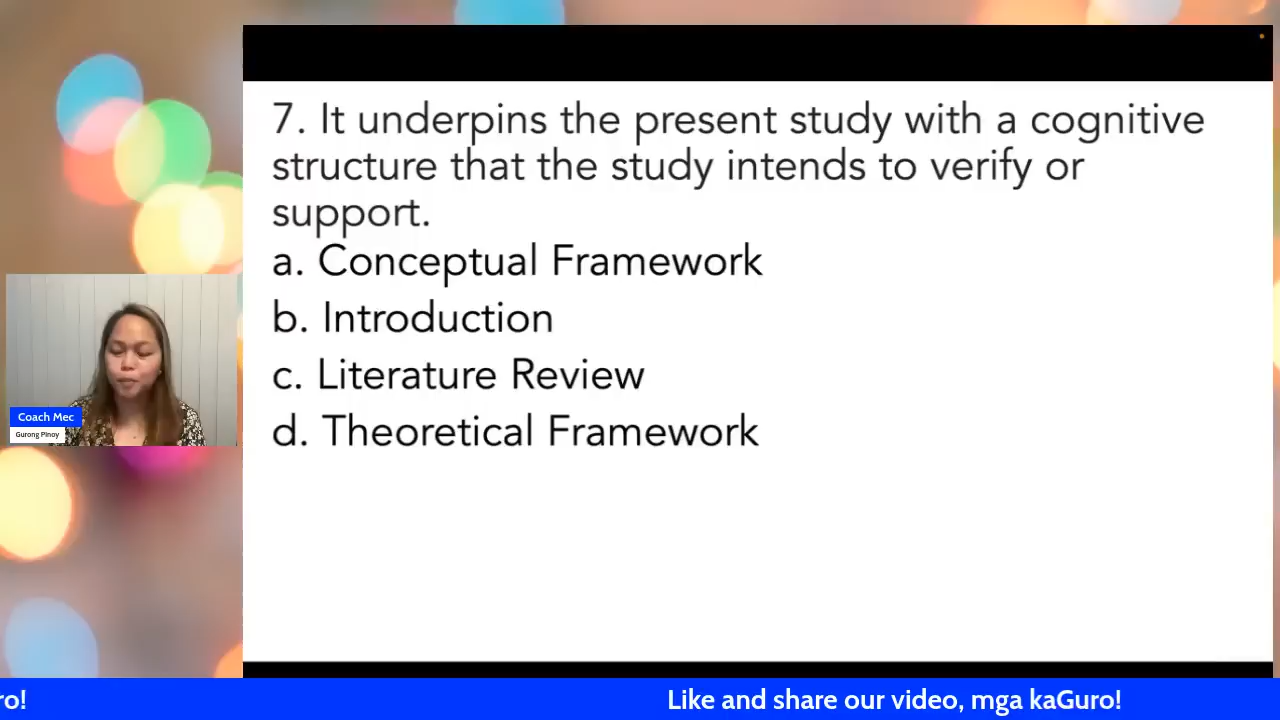 7. It underpins the present study with a cognitive
structure that the study intends to verify or
support.
a. Conceptual Framework
b. Introduction
c. Literature Review
d. Theoretical Framework
Coach Mec
Gurong Pinoy
ro!
Like and share our video, mga kaGuro!